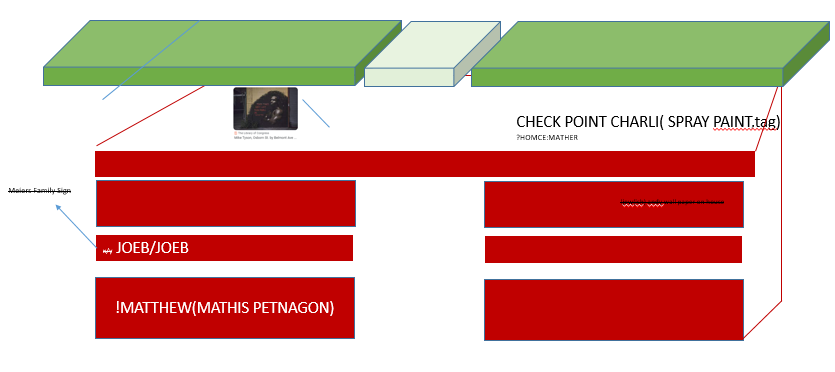 CHECK POINT CHARLI( SPRAY PAINT.tag)
?HOMCE:MATHER
Meiers Family Sign
JOEB/JOEB
!MATTHEW(MATHIS PETNAGON)